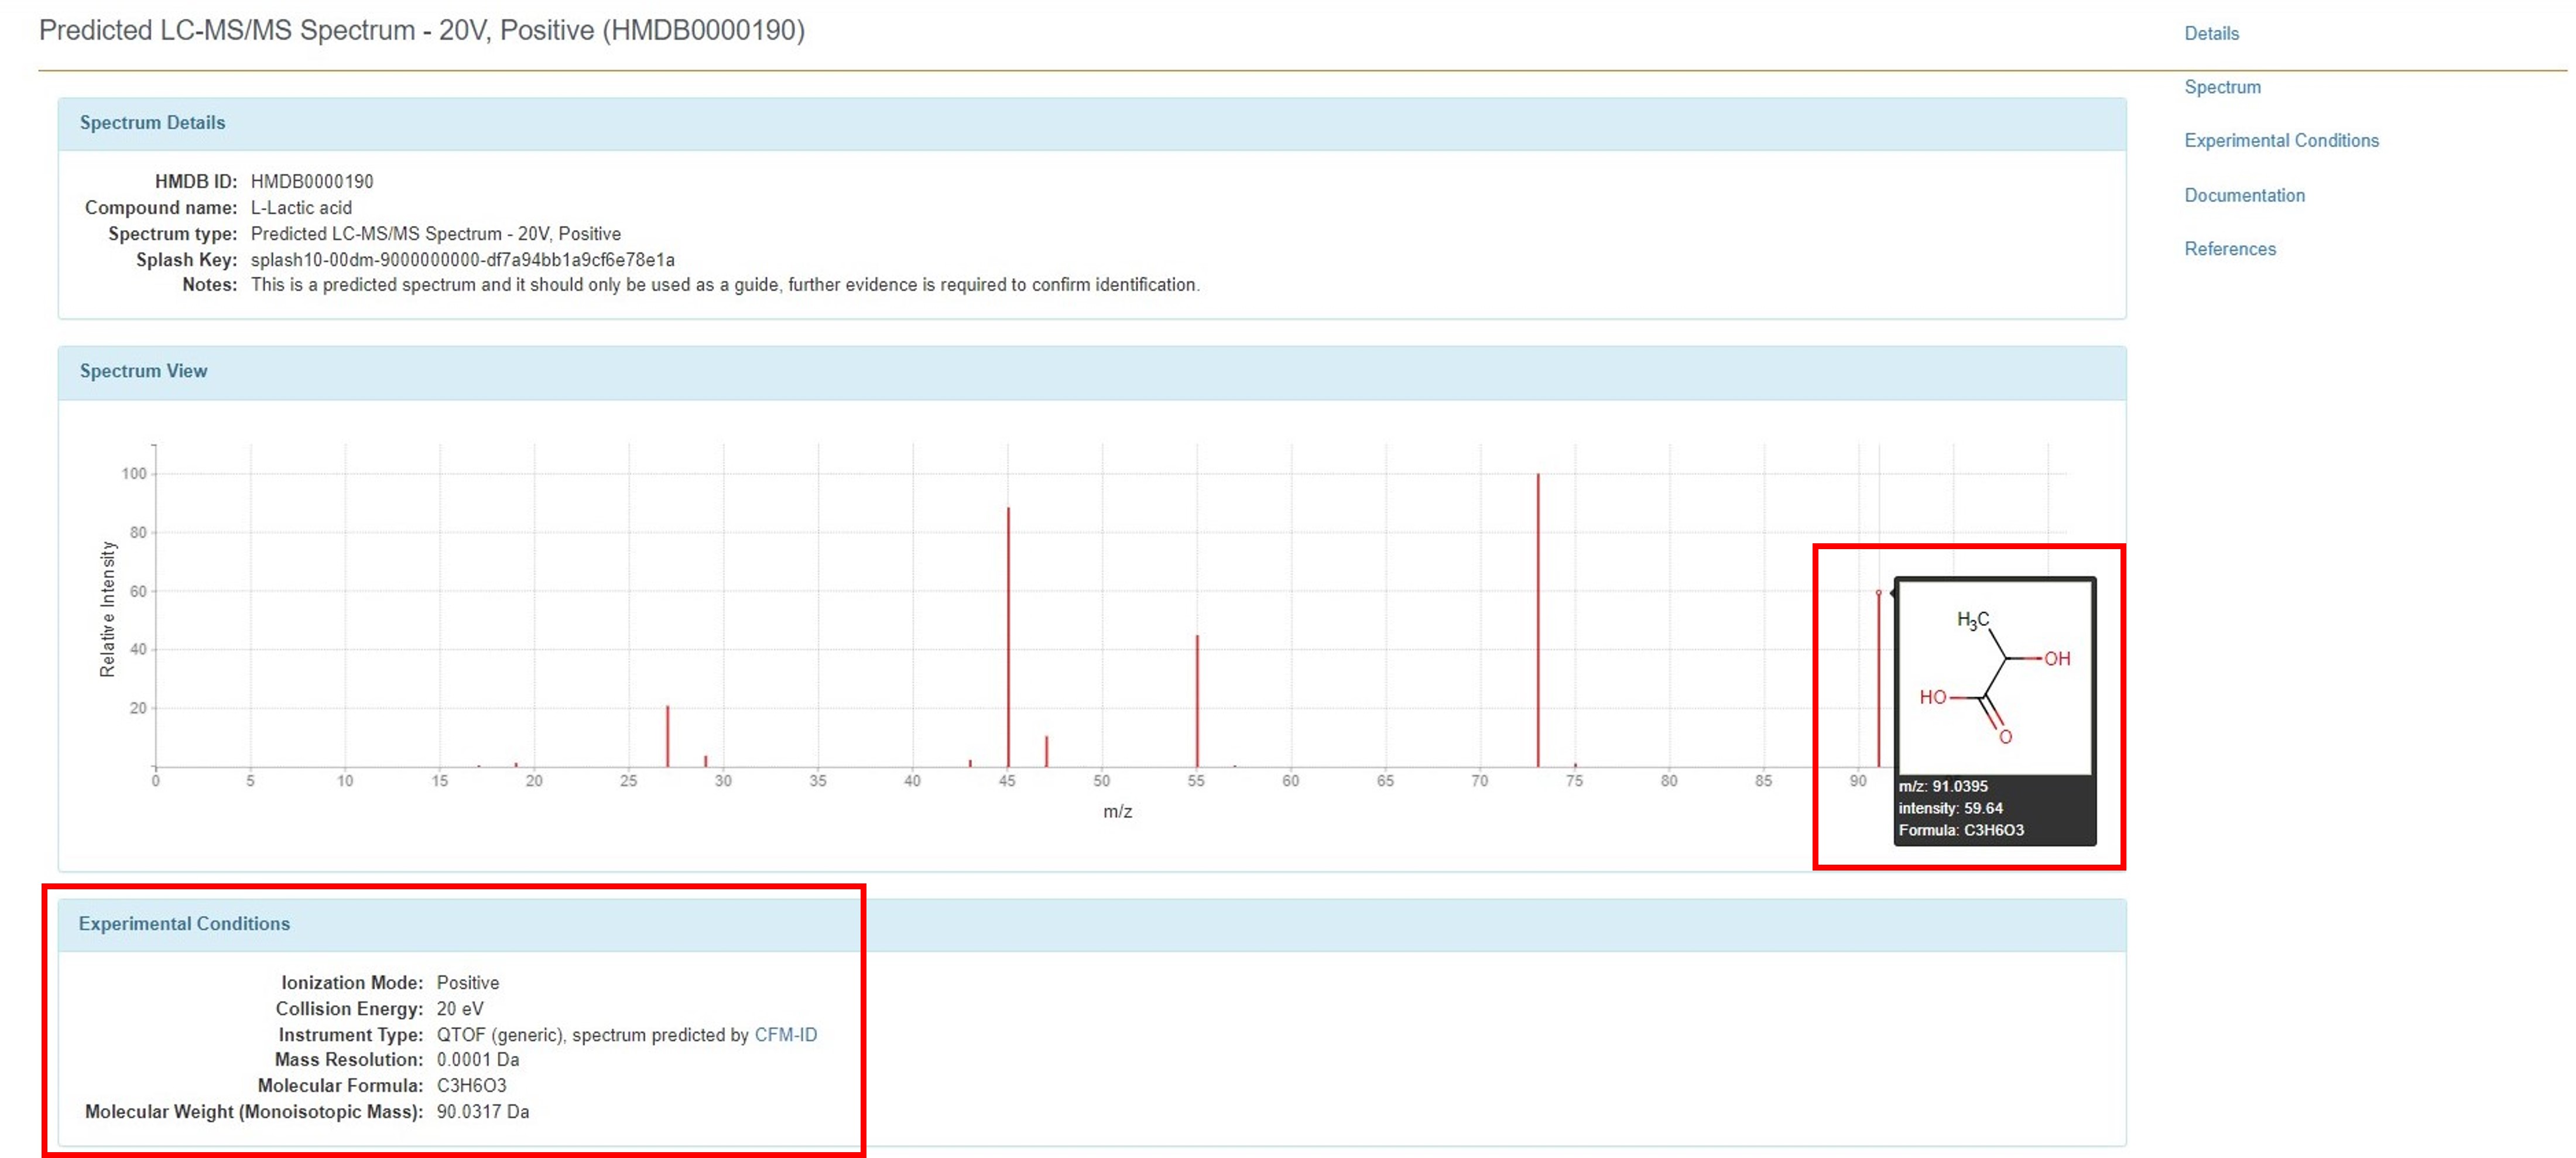 Predicted LC-MS/MS Spectrum - 20V, Positive (HMDB0000190)
Details
Spectrum
Experimental Conditions
Documentation
References
Spectrum Details
HMDB ID: HMDB0000190
Compound name: L-Lactic acid
Spectrum type: Predicted LC-MS/MS Spectrum - 20V, Positive
Splash Key: splash10-00dm-9000000000-df7a94bb1a9cf6e78e1a
Notes: This is a predicted spectrum and it should only be used as a guide, further evidence is required to confirm identification.
Spectrum View
Relative Intensity
100
80
60
40
20
0 5 10 15 20 25 30 35 40 45 50 55 60 65 70 75 80 85 90
m/z
H3C
OH
HO
O
m/z: 91.0395
intensity: 59.64
Formula: C3H6O3
Experimental Conditions
Ionization Mode: Positive
Collision Energy: 20 eV
Instrument Type: QTOF (generic), spectrum predicted by CFM-ID
Mass Resolution: 0.0001 Da
Molecular Formula: C3H6O3
Molecular Weight (Monoisotopic Mass): 90.0317 Da